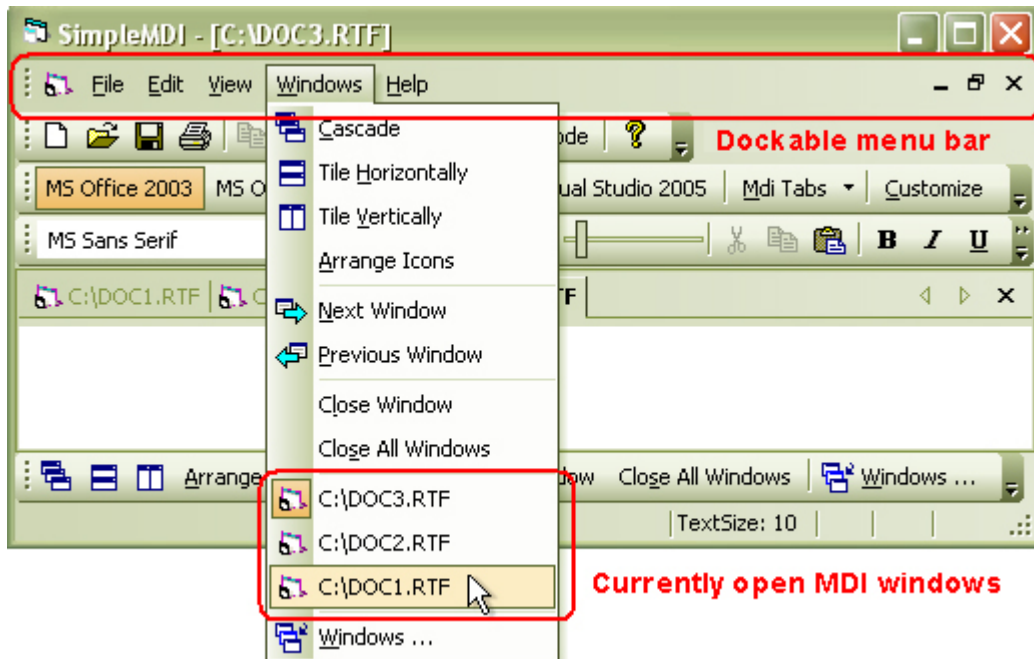 SimpleMDI - [C:\DOC3.RTF]
File Edit View Windows Help
Cascade
Dockable menu bar
MS Office 2003 MS Studio 2005 Mdi Tabs Customize
Tile Horizontally
Tile Vertically
MS Sans Serif B I U
Arrange Icons
C:\DOC1.RTF
Next Window
Previous Window
Close Window
Close All Windows
Arrange Close All Windows Windows ...
C:\DOC3.RTF
TextSize: 10
C:\DOC2.RTF
C:\DOC1.RTF
Currently open MDI windows
Windows ...